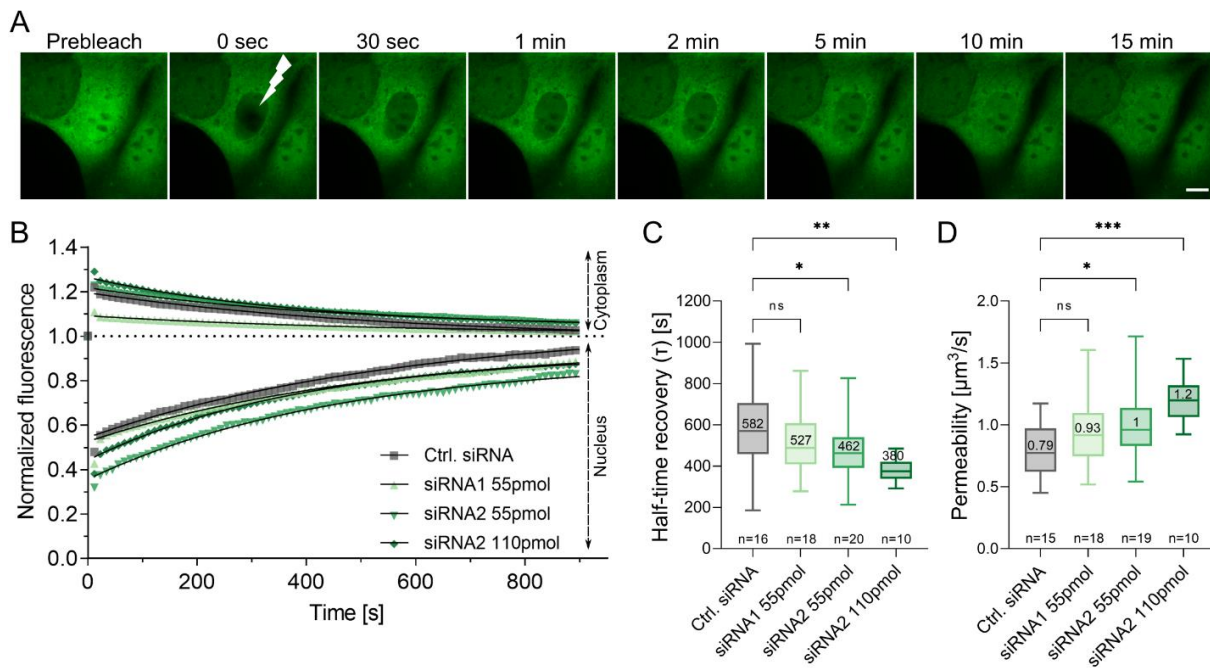 A
Prebleach 0 sec 30 sec 1 min 2 min 5 min 10 min 15 min
B
Normalized fluorescence
1.4
1.2
1.0
0.8
0.6
0.4
0.2
0.0
0 200 400 600 800
Time [s]
Cytoplasm
Nucleus
Ctrl. siRNA
siRNA1 55pmol
siRNA2 55pmol
siRNA2 110pmol
C
**
*
ns
Half-time recovery (τ) [s]
1200
1000
800
600
400
200
0
582 527 462 380
n=16 n=18 n=20 n=10
Ctrl. siRNA
siRNA1 55pmol
siRNA2 55pmol
siRNA2 110pmol
D
***
*
ns
Permeability [µm³/s]
2.0
1.5
1.0
0.5
0.0
0.79 0.93 1 1.2
n=15 n=18 n=19 n=10
Ctrl. siRNA
siRNA1 55pmol
siRNA2 55pmol
siRNA2 110pmol